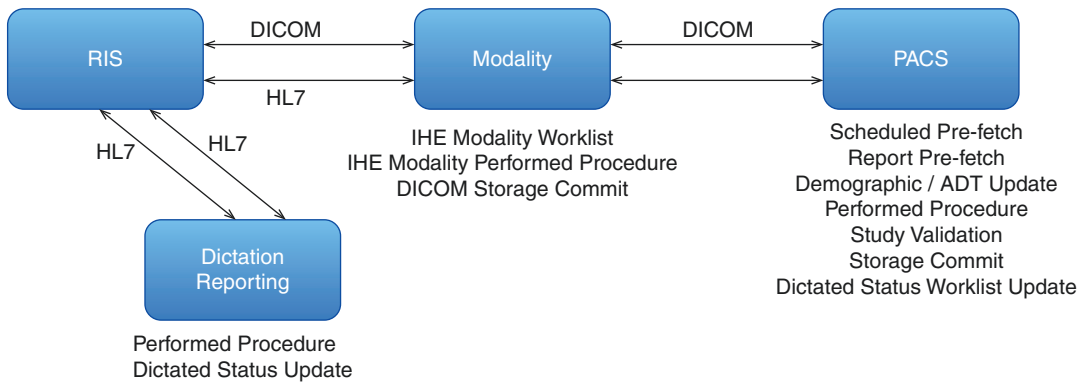 DICOM
DICOM
RIS
Modality
PACS
HL7
HL7
HL7
IHE Modality Worklist
IHE Modality Performed Procedure
DICOM Storage Commit
Scheduled Pre-fetch
Report Pre-fetch
Demographic / ADT Update
Performed Procedure
Study Validation
Storage Commit
Dictated Status Worklist Update
Dictation
Reporting
Performed Procedure
Dictated Status Update